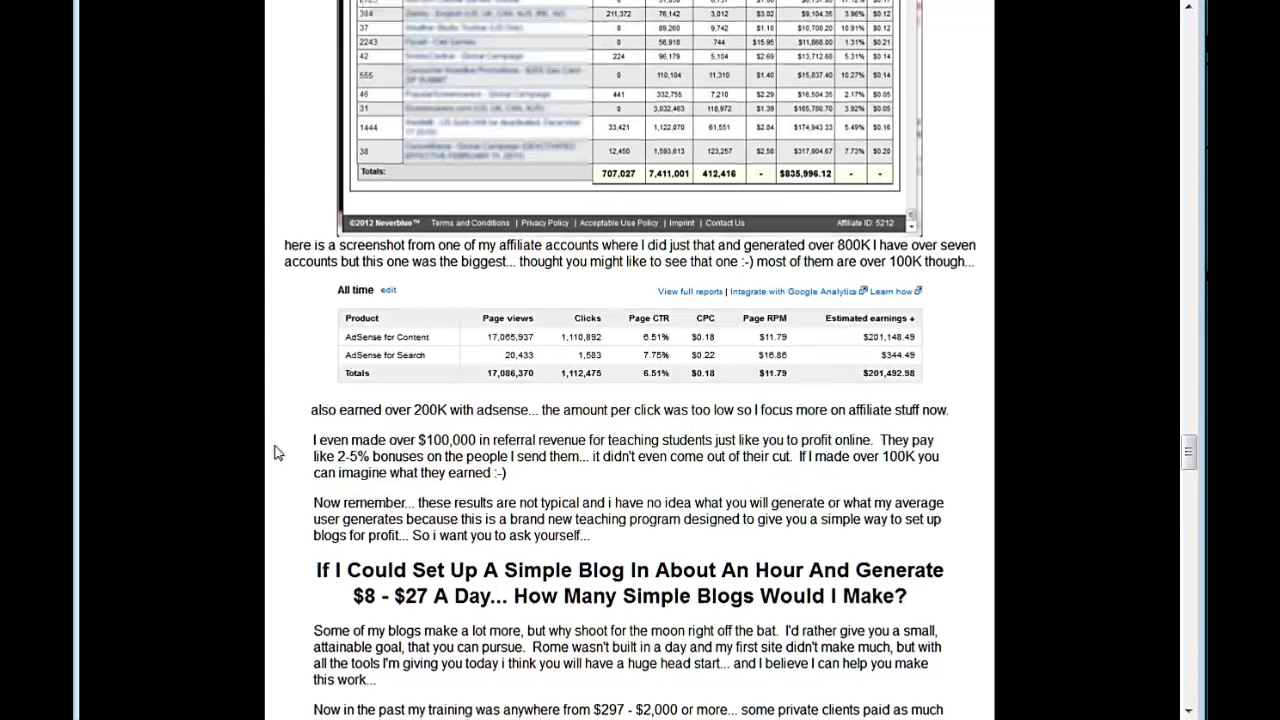 334 211,372 76,142 3,012 $3.02 $9,104.35 3.96% $0.12
37 0 89,260 9,742 $1.10 $10,708.20 10.91% $0.12
2243 0 56,918 744 $15.95 $11,868.00 1.31% $0.21
42 224 96,179 5,104 $2.69 $13,712.68 5.31% $0.14
555 0 110,104 11,310 $1.40 $15,837.40 10.27% $0.14
46 441 332,755 7,210 $2.29 $16,504.35 2.17% $0.05
31 0 3,032,463 118,972 $1.39 $165,786.70 3.92% $0.05
1444 33,421 1,122,070 61,551 $2.84 $174,943.33 5.49% $0.16
38 12,450 1,593,613 123,257 $2.58 $317,904.67 7.73% $0.20
Totals: 707,027 7,411,001 412,416 - $835,996.12 - -
©2012 Neverblue™ Terms and Conditions | Privacy Policy | Acceptable Use Policy | Imprint | Contact Us Affiliate ID: 5212
here is a screenshot from one of my affiliate accounts where I did just that and generated over 800K I have over seven
accounts but this one was the biggest... thought you might like to see that one :-) most of them are over 100K though...
All time edit View full reports | Integrate with Google Analytics Learn how
Product Page views Clicks Page CTR CPC Page RPM Estimated earnings
AdSense for Content 17,065,937 1,110,892 6.51% $0.18 $11.79 $201,148.49
AdSense for Search 20,433 1,583 7.75% $0.22 $16.86 $344.49
Totals 17,086,370 1,112,475 6.51% $0.18 $11.79 $201,492.98
also earned over 200K with adsense... the amount per click was too low so I focus more on affiliate stuff now.
I even made over $100,000 in referral revenue for teaching students just like you to profit online. They pay
like 2-5% bonuses on the people I send them... it didn't even come out of their cut. If I made over 100K you
can imagine what they earned :-)
Now remember... these results are not typical and i have no idea what you will generate or what my average
user generates because this is a brand new teaching program designed to give you a simple way to set up
blogs for profit... So i want you to ask yourself...
If I Could Set Up A Simple Blog In About An Hour And Generate
$8 - $27 A Day... How Many Simple Blogs Would I Make?
Some of my blogs make a lot more, but why shoot for the moon right off the bat. I'd rather give you a small,
attainable goal, that you can pursue. Rome wasn't built in a day and my first site didn't make much, but with
all the tools I'm giving you today i think you will have a huge head start... and I believe I can help you make
this work...
Now in the past my training was anywhere from $297 - $2,000 or more... some private clients paid as much